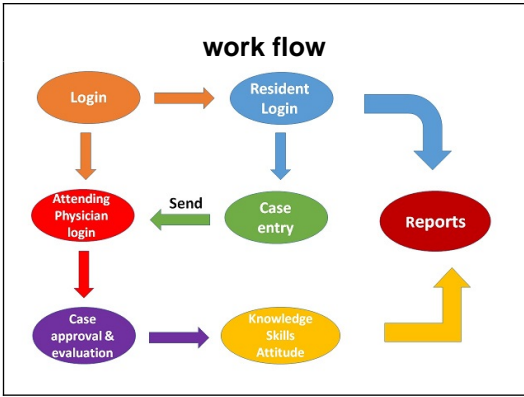 work flow
Login
Resident
Login
Attending
Physician
login
Send
Case
entry
Reports
Case
approval &
evaluation
Knowledge
Skills
Attitude